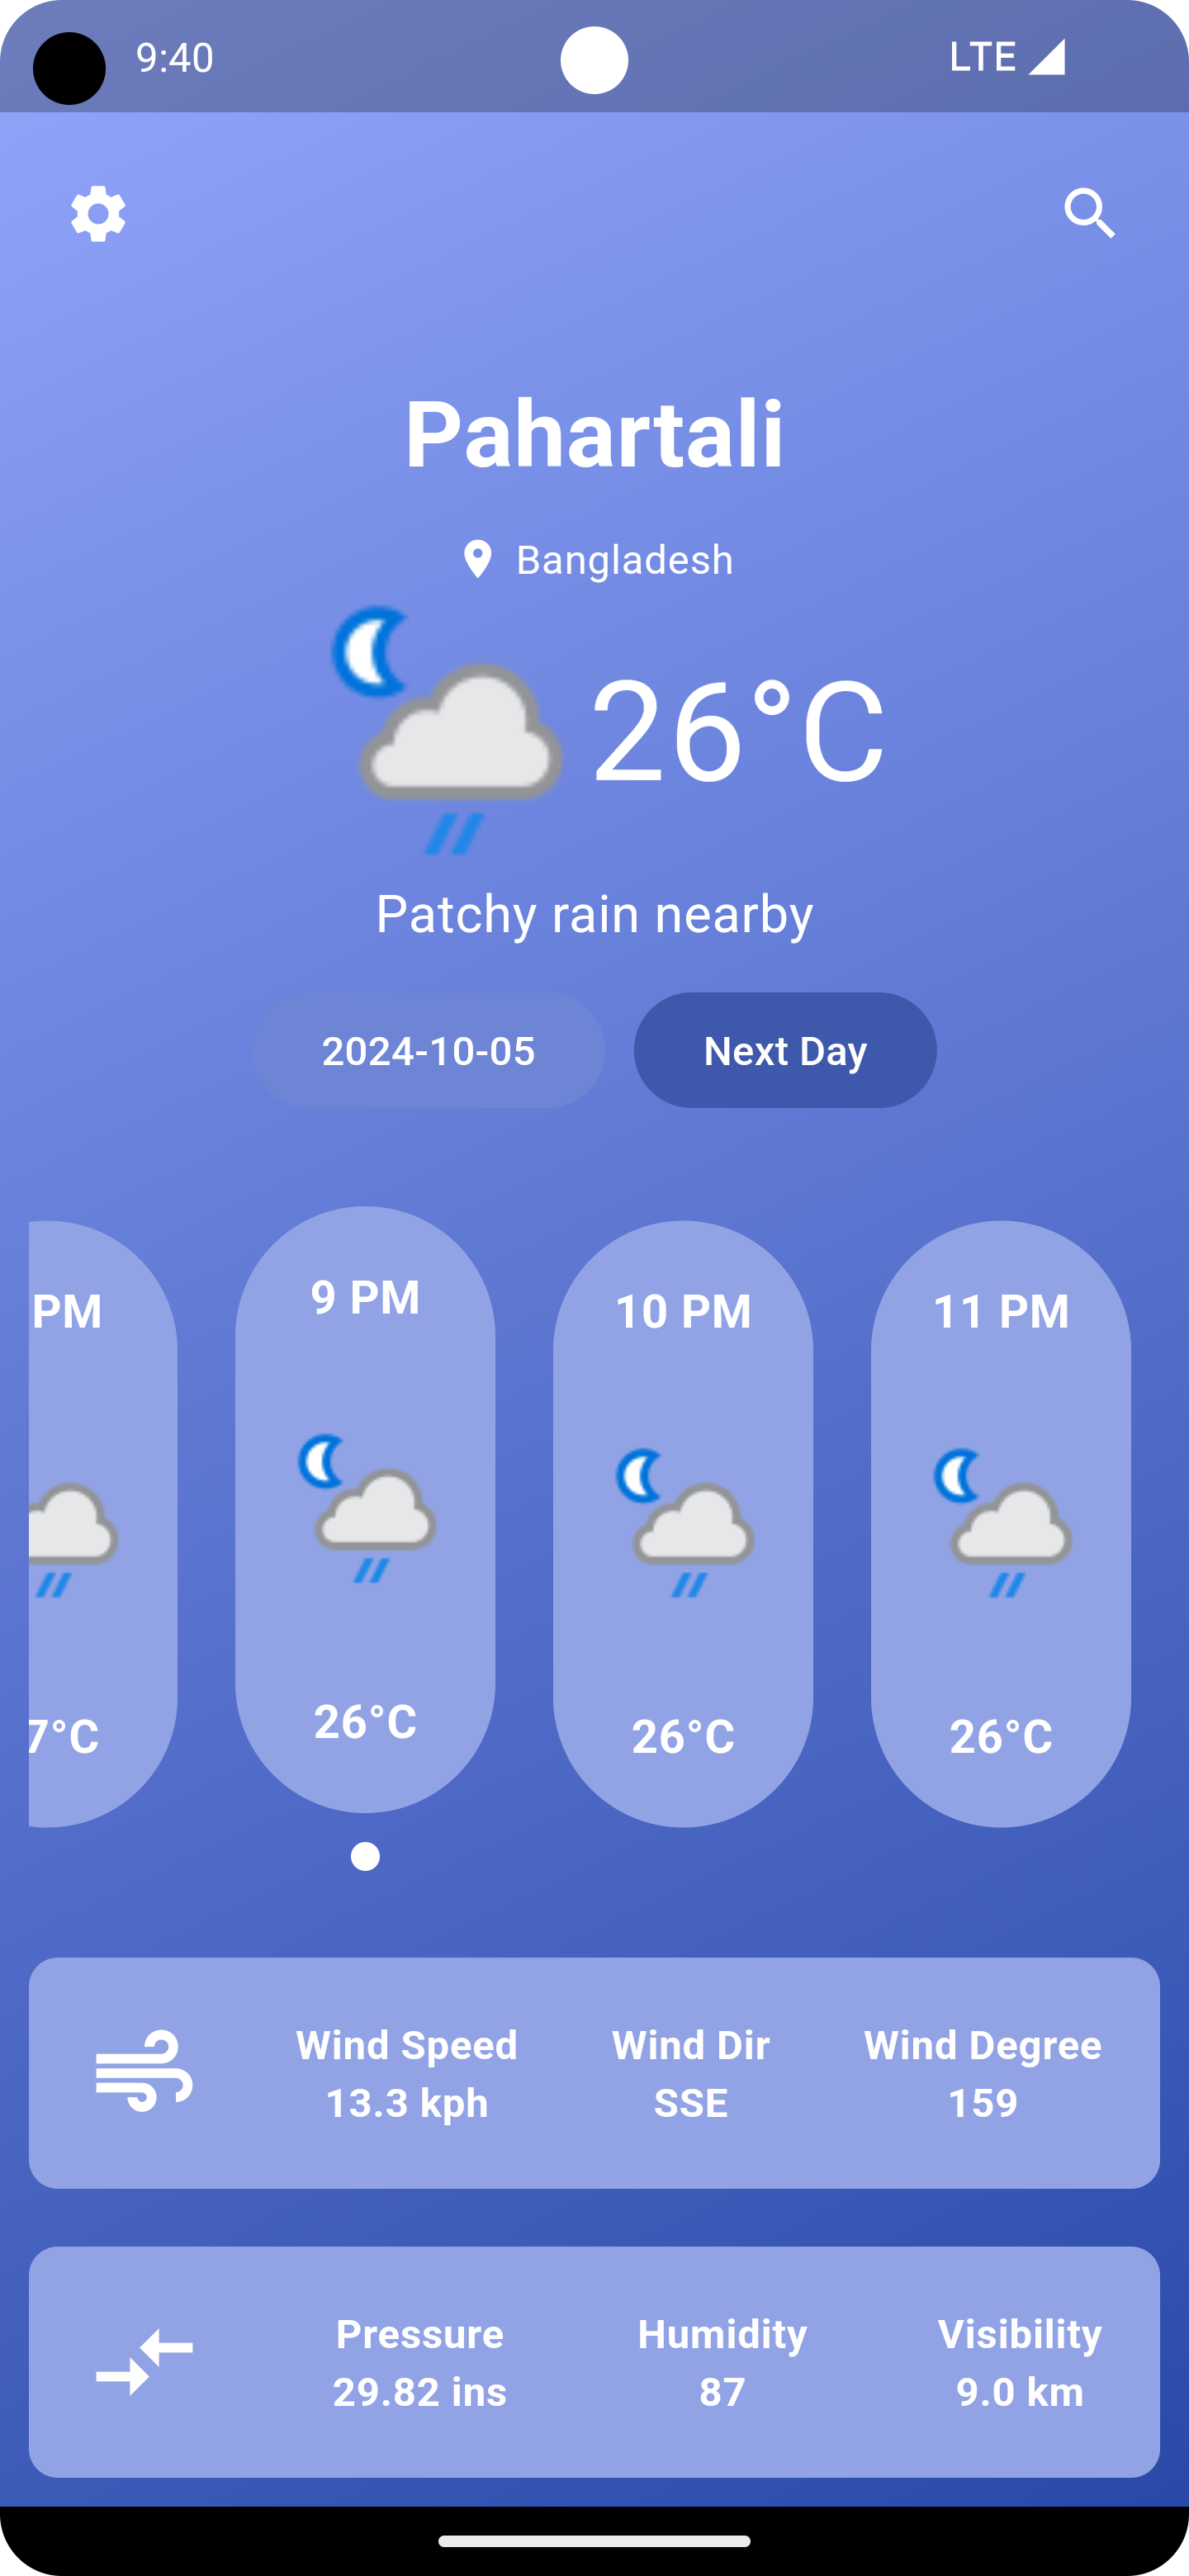 9:40 LTE
Pahartali
Bangladesh
26°C
Patchy rain nearby
2024-10-05 Next Day
PM 9 PM 10 PM 11 PM
7°C 26°C 26°C 26°C
Wind Speed Wind Dir Wind Degree
13.3 kph SSE 159
Pressure Humidity Visibility
29.82 ins 87 9.0 km